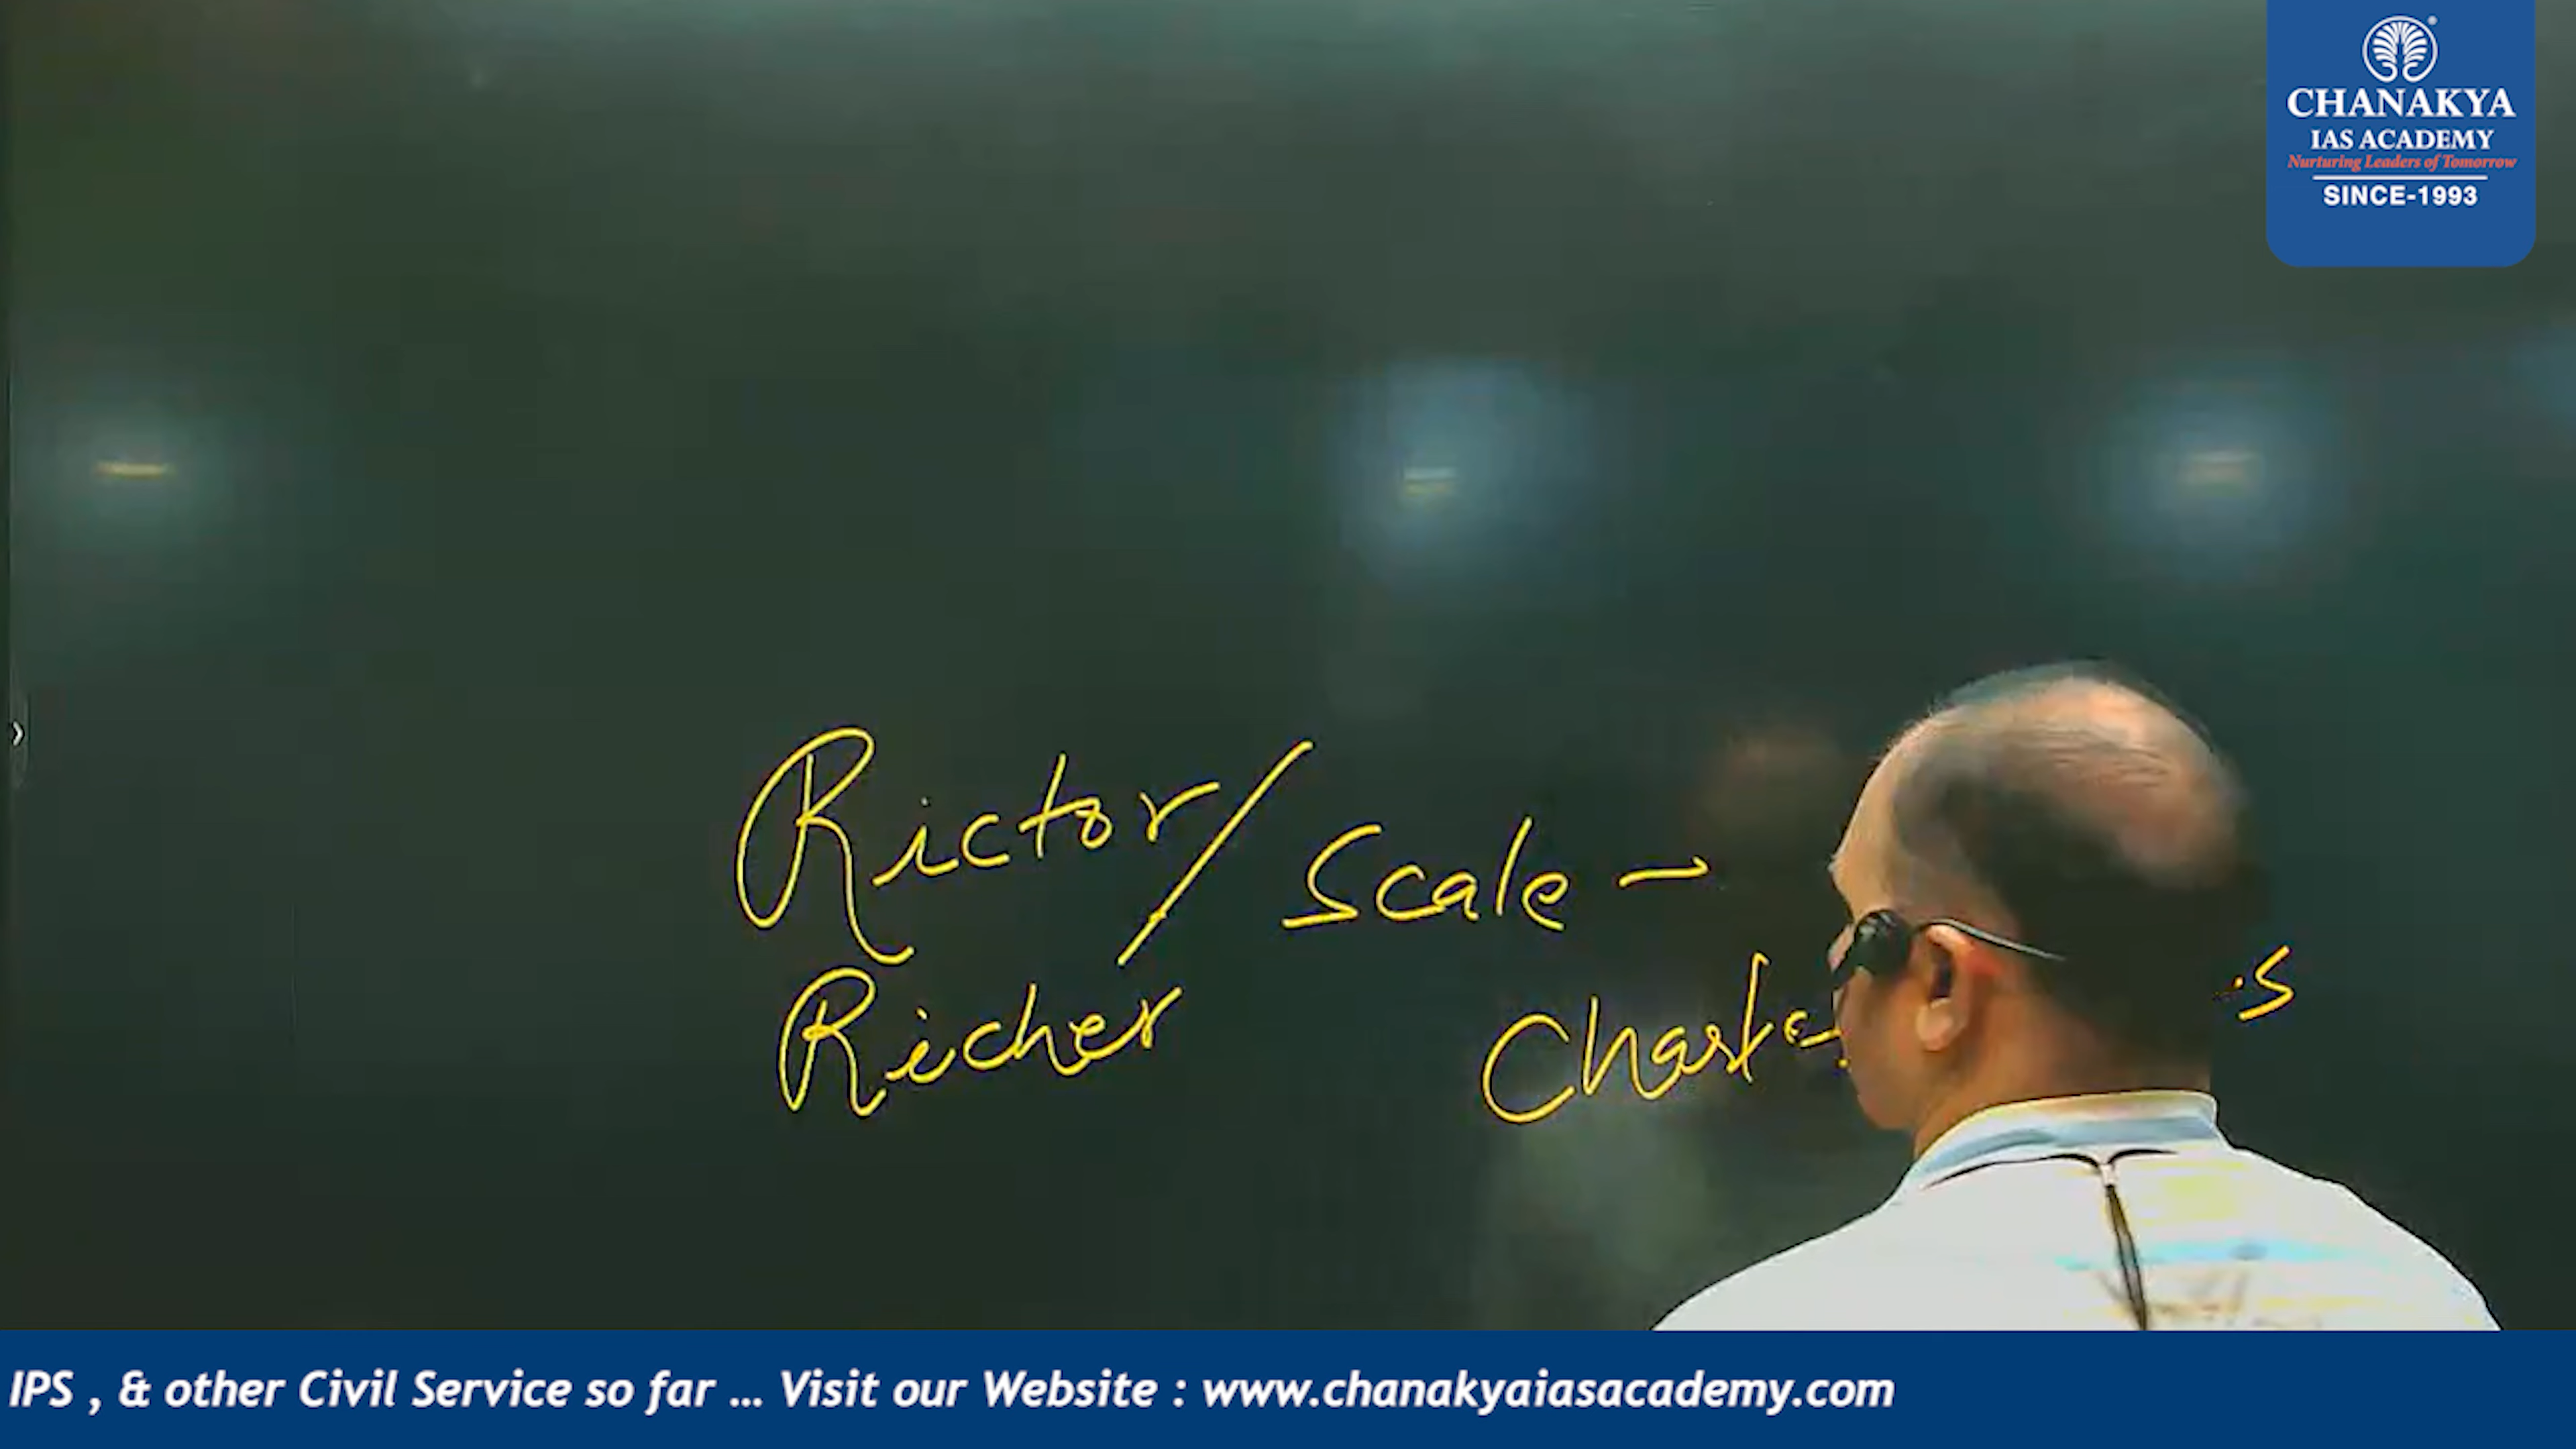 CHANAKYA
IAS ACADEMY
Nurturing Leaders of Tomorrow
SINCE-1993
Rictor/ Scale →
Richer
IPS , & other Civil Service so far ... Visit our Website : www.chanakyaiasacademy.com